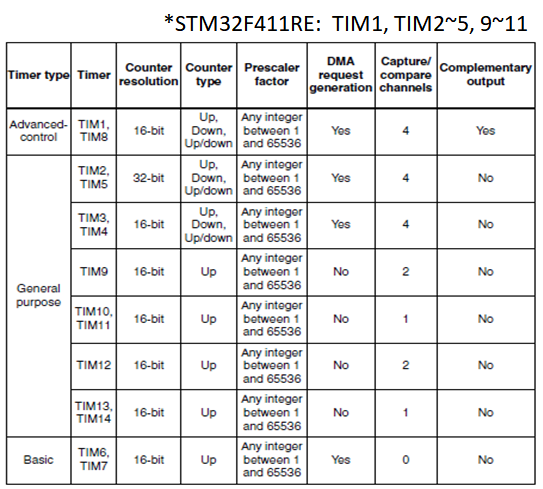 *STM32F411RE: TIM1, TIM2~5, 9~11
Timer type Timer Counter resolution Counter type Prescaler factor DMA request generation Capture/ compare channels Complementary output
Advanced-control TIM1, TIM8 16-bit Up, Down, Up/down Any integer between 1 and 65536 Yes 4 Yes
General purpose TIM2, TIM5 32-bit Up, Down, Up/down Any integer between 1 and 65536 Yes 4 No
TIM3, TIM4 16-bit Up, Down, Up/down Any integer between 1 and 65536 Yes 4 No
TIM9 16-bit Up Any integer between 1 and 65536 No 2 No
TIM10, TIM11 16-bit Up Any integer between 1 and 65536 No 1 No
TIM12 16-bit Up Any integer between 1 and 65536 No 2 No
TIM13, TIM14 16-bit Up Any integer between 1 and 65536 No 1 No
Basic TIM6, TIM7 16-bit Up Any integer between 1 and 65536 Yes 0 No